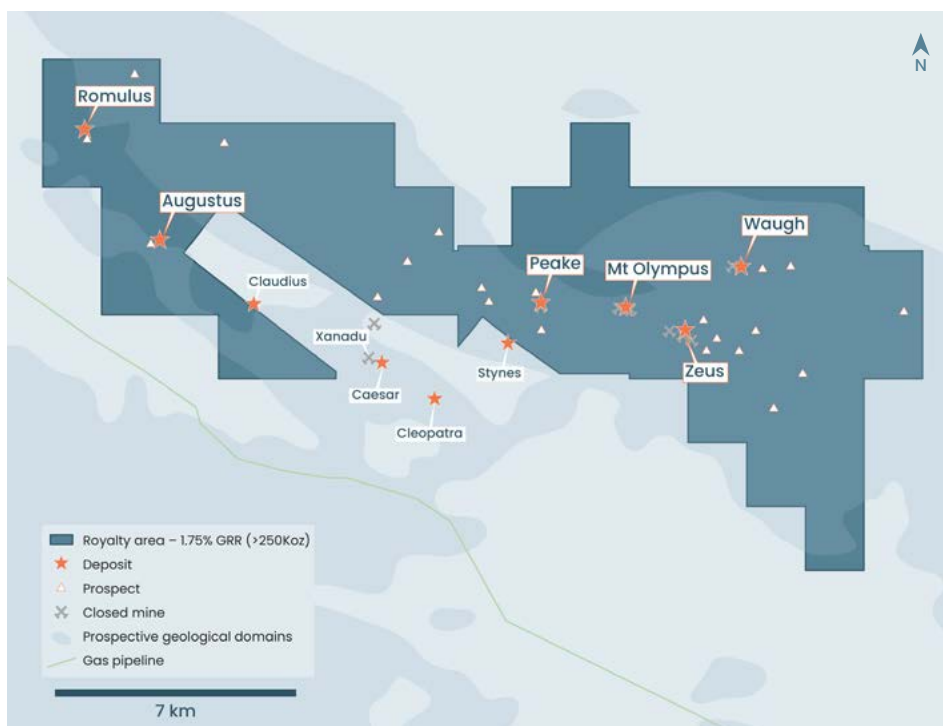 N
Romulus
Augustus
Waugh
Peake
Mt Olympus
Claudius
Xanadu
Zeus
Stynes
Caesar
Cleopatra
Royalty area – 1.75% GRR (>250Koz)
Deposit
Prospect
Closed mine
Prospective geological domains
Gas pipeline
7 km